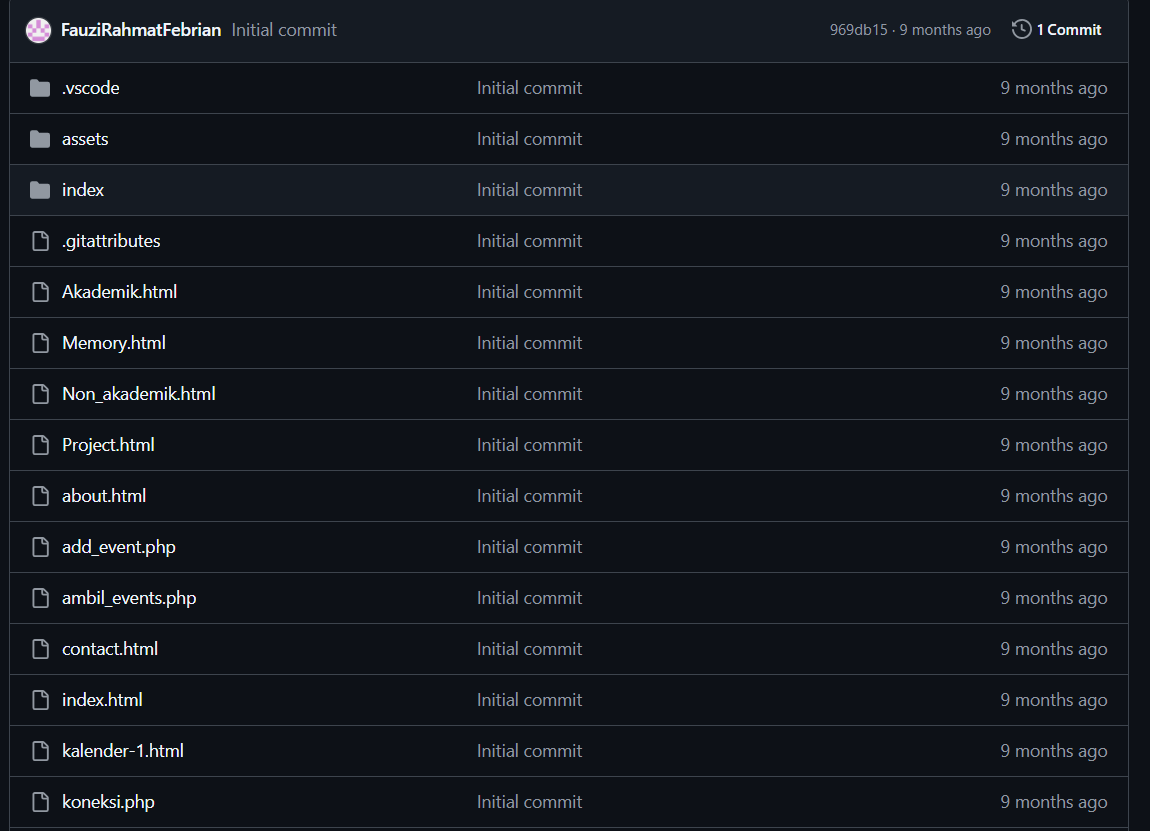 FauziRahmatFebrian Initial commit 969db15 · 9 months ago 1 Commit
.vscode Initial commit 9 months ago
assets Initial commit 9 months ago
index Initial commit 9 months ago
.gitattributes Initial commit 9 months ago
Akademik.html Initial commit 9 months ago
Memory.html Initial commit 9 months ago
Non_akademik.html Initial commit 9 months ago
Project.html Initial commit 9 months ago
about.html Initial commit 9 months ago
add_event.php Initial commit 9 months ago
ambil_events.php Initial commit 9 months ago
contact.html Initial commit 9 months ago
index.html Initial commit 9 months ago
kalender-1.html Initial commit 9 months ago
koneksi.php Initial commit 9 months ago